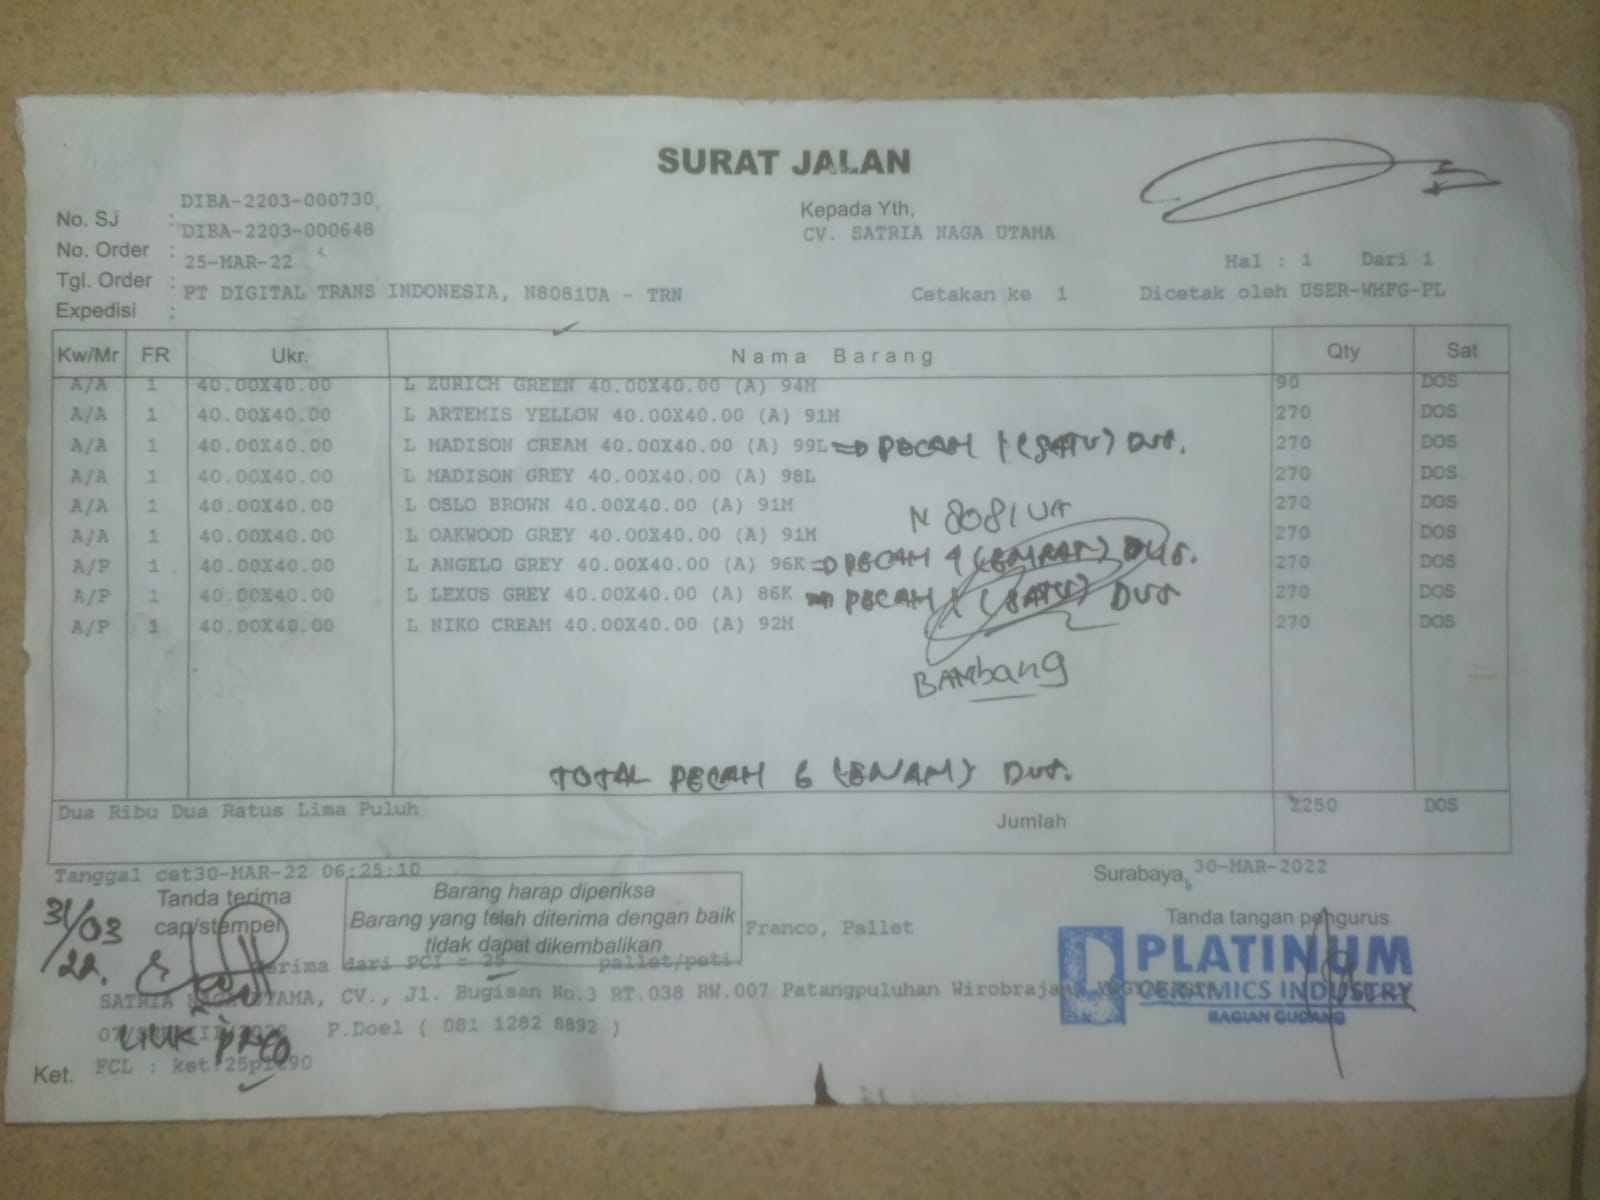 SURAT JALAN
No. SJ : DIBA-2203-000730
No. Order : DIBA-2203-000648
Tgl. Order : 25-MAR-22
Expedisi : PT DIGITAL TRANS INDONESIA, N8081UA - TRN
Kepada Yth,
CV. SATRIA NAGA UTAMA
Hal : 1 Dari 1
Cetakan ke 1 Dicetak oleh USER-WHFG-PL
Kw/Mr FR Ukr. Nama Barang Qty Sat
A/A 1 40.00X40.00 L ZURICH GREEN 40.00X40.00 (A) 94M 90 DOS
A/A 1 40.00X40.00 L ARTEMIS YELLOW 40.00X40.00 (A) 91M 270 DOS
A/A 1 40.00X40.00 L MADISON CREAM 40.00X40.00 (A) 99L => PECAH 1 (SATU) DUS. 270 DOS
A/A 1 40.00X40.00 L MADISON GREY 40.00X40.00 (A) 98L 270 DOS
A/A 1 40.00X40.00 L OSLO BROWN 40.00X40.00 (A) 91M 270 DOS
N 8081 UA
A/A 1 40.00X40.00 L OAKWOOD GREY 40.00X40.00 (A) 91M 270 DOS
A/P 1 40.00X40.00 L ANGELO GREY 40.00X40.00 (A) 96K => PECAH 4 (EMPAT) DUS. 270 DOS
A/P 1 40.00X40.00 L LEXUS GREY 40.00X40.00 (A) 86K => PECAH 1 (SATU) DUS 270 DOS
A/P 1 40.00X40.00 L NIKO CREAM 40.00X40.00 (A) 92M 270 DOS
BAMbang
TOTAL PECAH 6 (ENAM) DUS.
Dua Ribu Dua Ratus Lima Puluh Jumlah 2250 DOS
Tanggal cet30-MAR-22 06:25:10
Surabaya, 30-MAR-2022
Tanda terima
cap/stempel
31/03
/22.
Barang harap diperiksa
Barang yang telah diterima dengan baik
tidak dapat dikembalikan
Franco, Pallet
Tanda tangan pengurus
PLATINUM
CERAMICS INDUSTRY
BAGIAN GUDANG
terima dari PCI = 25 pallet/peti.
SATRIA NAGA UTAMA, CV., Jl. Bugisan No.3 RT.038 RW.007 Patangpuluhan Wirobrajan, YOGYAKARTA
P.Doel ( 081 1282 8892 )
Ket. FCL : ket:25plt90